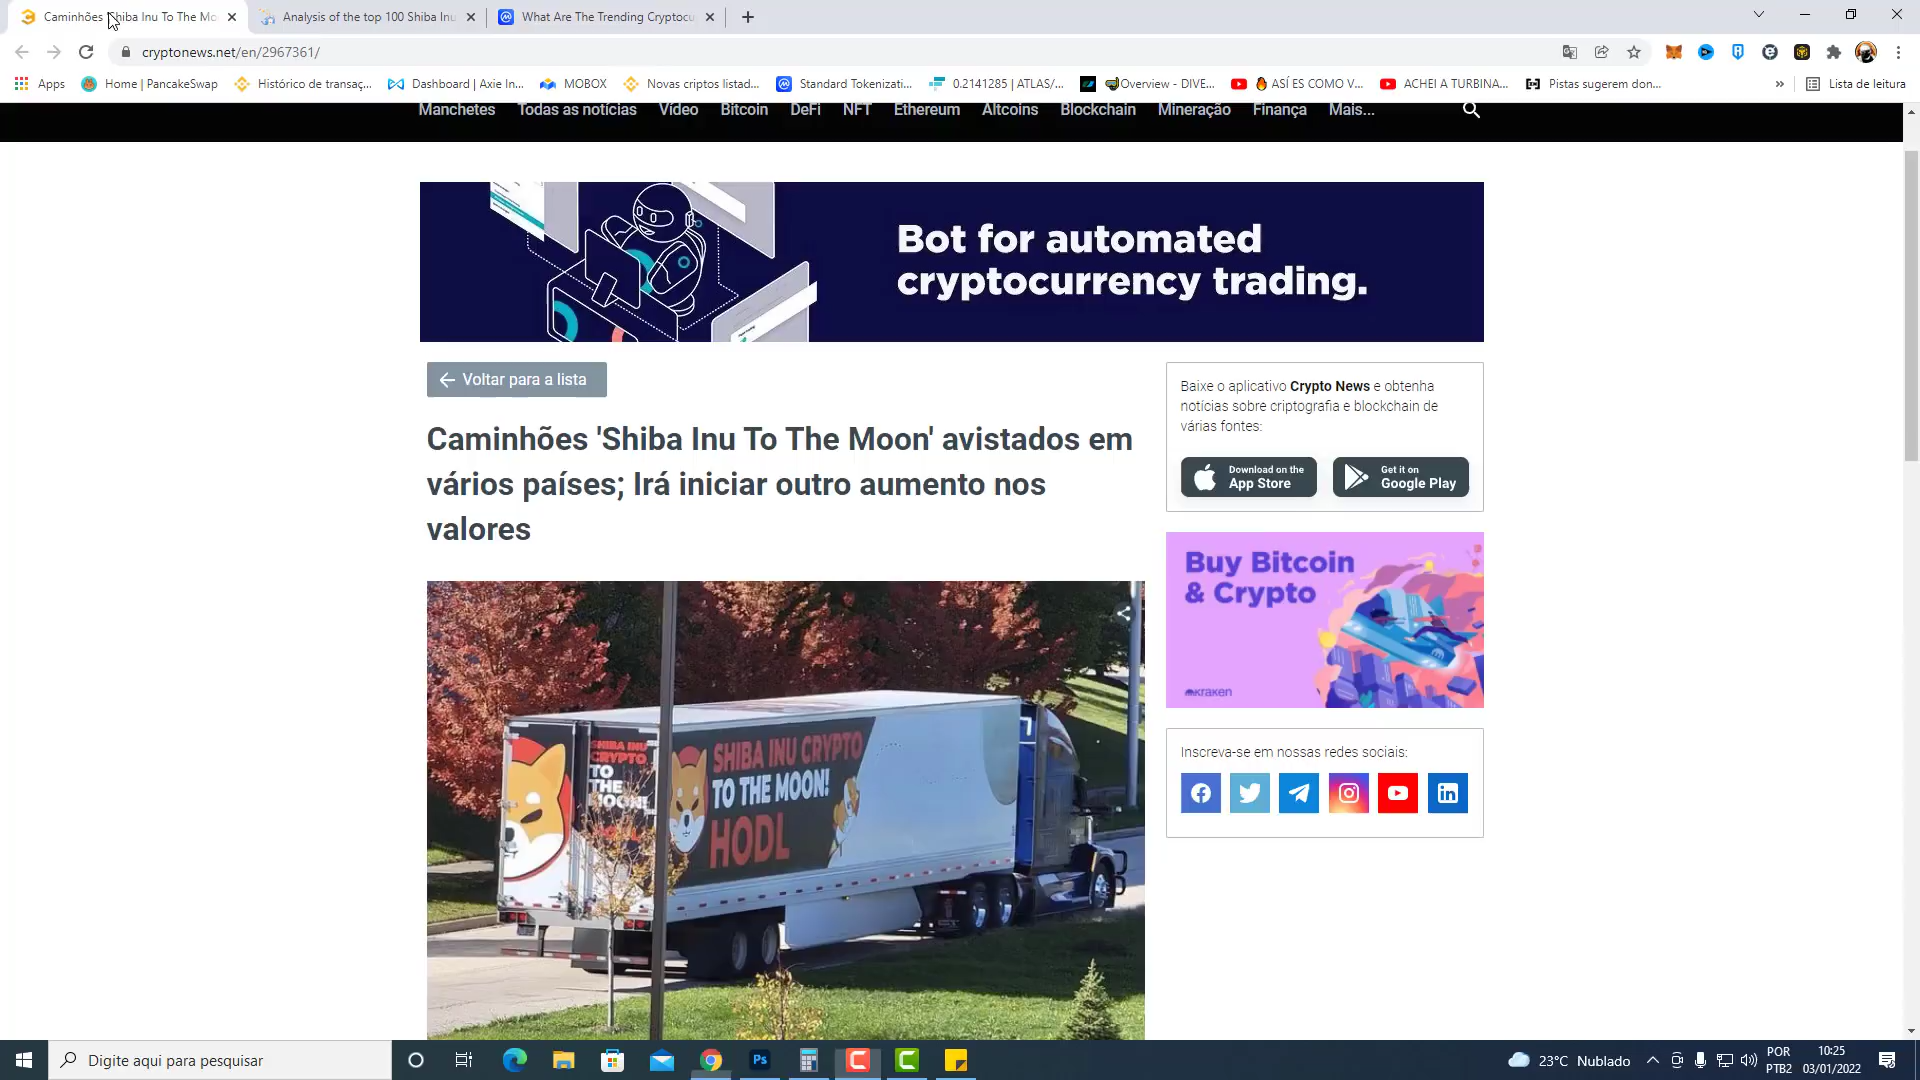 Caminhões 'Shiba Inu To The Mo
Analysis of the top 100 Shiba Inu
What Are The Trending Cryptocu
cryptonews.net/en/2967361/
Apps
Home | PancakeSwap
Histórico de transaç...
Dashboard | Axie In...
MOBOX
Novas criptos listad...
Standard Tokenizati...
0.2141285 | ATLAS/...
Overview - DIVE...
ASÍ ES COMO V...
ACHEI A TURBINA...
Pistas sugerem don...
»
Lista de leitura
Manchetes
Todas as notícias
Vídeo
Bitcoin
DeFi
NFT
Ethereum
Altcoins
Blockchain
Mineração
Finança
Mais...
Bot for automated
cryptocurrency trading.
Voltar para a lista
Caminhões 'Shiba Inu To The Moon' avistados em
vários países; Irá iniciar outro aumento nos
valores
SHIBA INU
CRYPTO
TO
THE
MOON!
SHIBA INU CRYPTO
TO THE MOON!
HODL
Baixe o aplicativo Crypto News e obtenha
notícias sobre criptografia e blockchain de
várias fontes:
Download on the
App Store
Get it on
Google Play
Buy Bitcoin
& Crypto
kraken
Inscreva-se em nossas redes sociais:
Digite aqui para pesquisar
Ps
23°C Nublado
POR
PTB2
10:25
03/01/2022